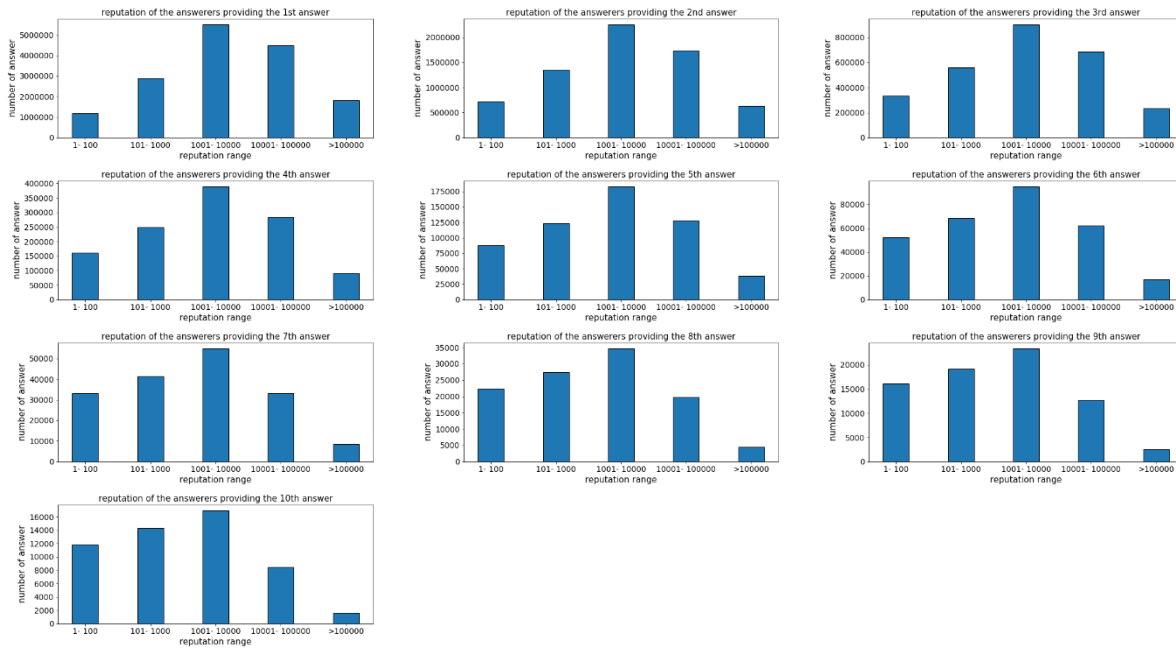 reputation of the answerers providing the 1st answer
number of answer
5000000
4000000
3000000
2000000
1000000
0
1- 100 101- 1000 1001- 10000 10001- 100000 >100000
reputation range
reputation of the answerers providing the 2nd answer
number of answer
2000000
1500000
1000000
500000
0
1- 100 101- 1000 1001- 10000 10001- 100000 >100000
reputation range
reputation of the answerers providing the 3rd answer
number of answer
800000
600000
400000
200000
0
1- 100 101- 1000 1001- 10000 10001- 100000 >100000
reputation range
reputation of the answerers providing the 4th answer
number of answer
400000
350000
300000
250000
200000
150000
100000
50000
0
1- 100 101- 1000 1001- 10000 10001- 100000 >100000
reputation range
reputation of the answerers providing the 5th answer
number of answer
175000
150000
125000
100000
75000
50000
25000
0
1- 100 101- 1000 1001- 10000 10001- 100000 >100000
reputation range
reputation of the answerers providing the 6th answer
number of answer
80000
60000
40000
20000
0
1- 100 101- 1000 1001- 10000 10001- 100000 >100000
reputation range
reputation of the answerers providing the 7th answer
number of answer
50000
40000
30000
20000
10000
0
1- 100 101- 1000 1001- 10000 10001- 100000 >100000
reputation range
reputation of the answerers providing the 8th answer
number of answer
35000
30000
25000
20000
15000
10000
5000
0
1- 100 101- 1000 1001- 10000 10001- 100000 >100000
reputation range
reputation of the answerers providing the 9th answer
number of answer
20000
15000
10000
5000
0
1- 100 101- 1000 1001- 10000 10001- 100000 >100000
reputation range
reputation of the answerers providing the 10th answer
number of answer
16000
14000
12000
10000
8000
6000
4000
2000
0
1- 100 101- 1000 1001- 10000 10001- 100000 >100000
reputation range